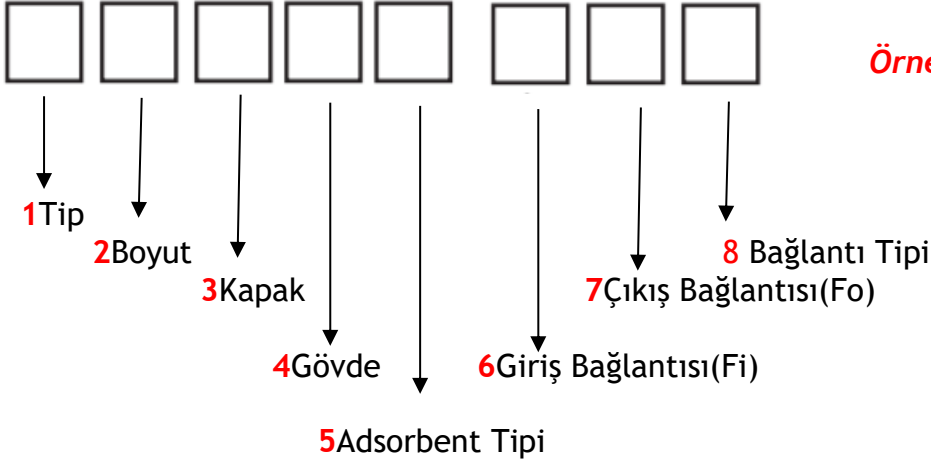 Örne
1Tip
2Boyut
8 Bağlantı Tipi
3Kapak
7Çıkış Bağlantısı(Fo)
4Gövde
6Giriş Bağlantısı(Fi)
5Adsorbent Tipi